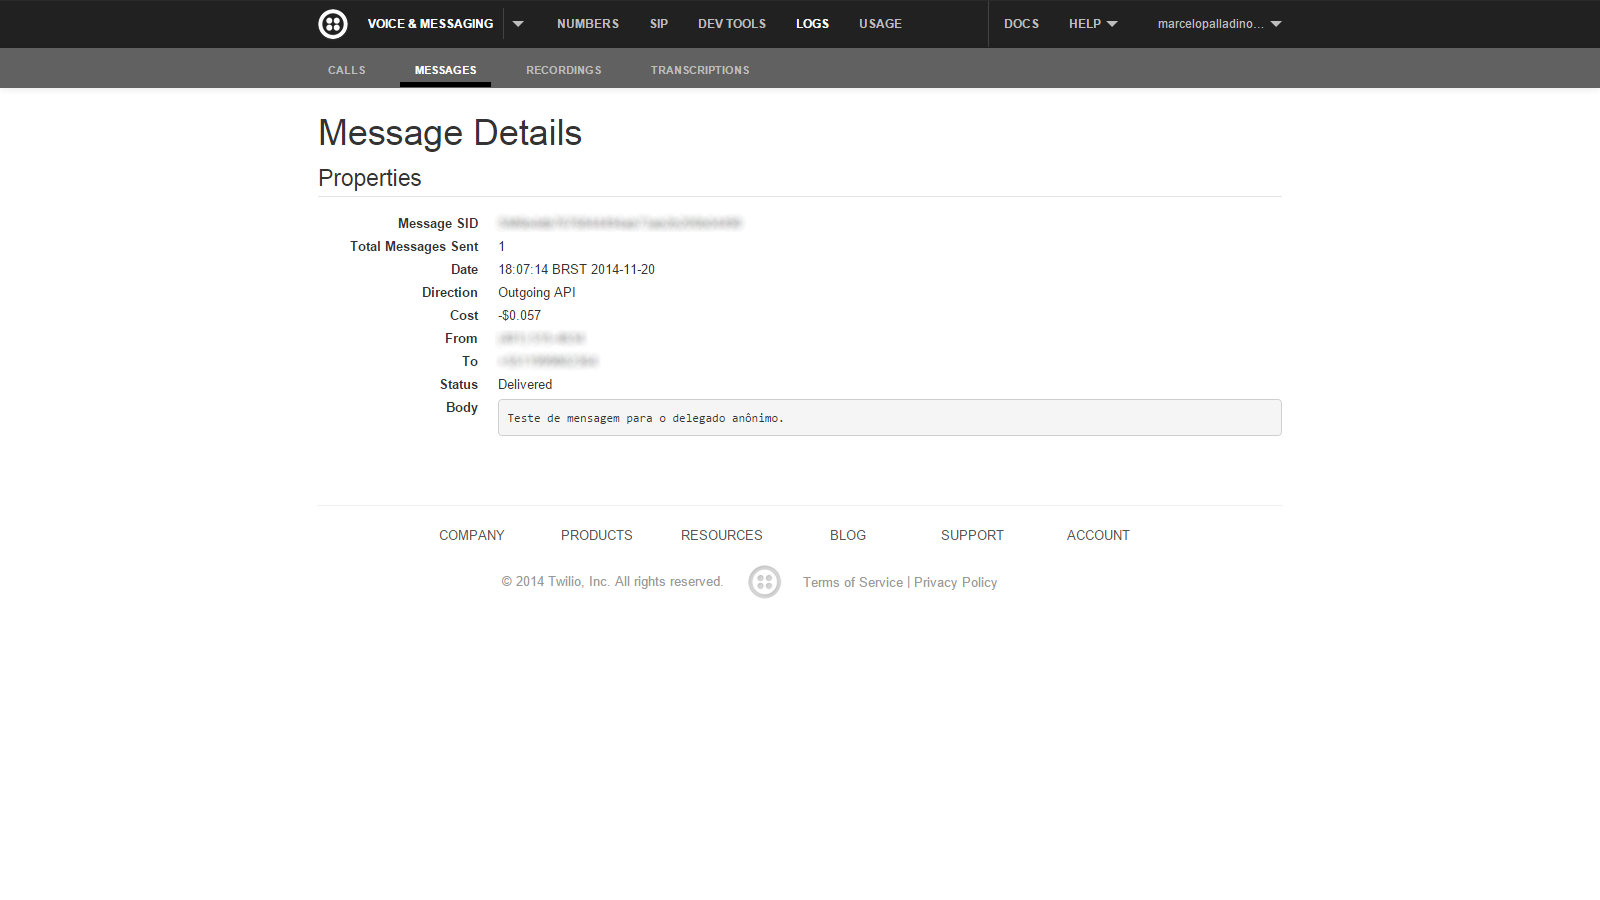 VOICE & MESSAGING NUMBERS SIP DEV TOOLS LOGS USAGE DOCS HELP marcelopalladino...
CALLS MESSAGES RECORDINGS TRANSCRIPTIONS
Message Details
Properties
Message SID
Total Messages Sent 1
Date 18:07:14 BRST 2014-11-20
Direction Outgoing API
Cost -$0.057
From
To
Status Delivered
Body Teste de mensagem para o delegado anônimo.
COMPANY PRODUCTS RESOURCES BLOG SUPPORT ACCOUNT
© 2014 Twilio, Inc. All rights reserved. Terms of Service | Privacy Policy